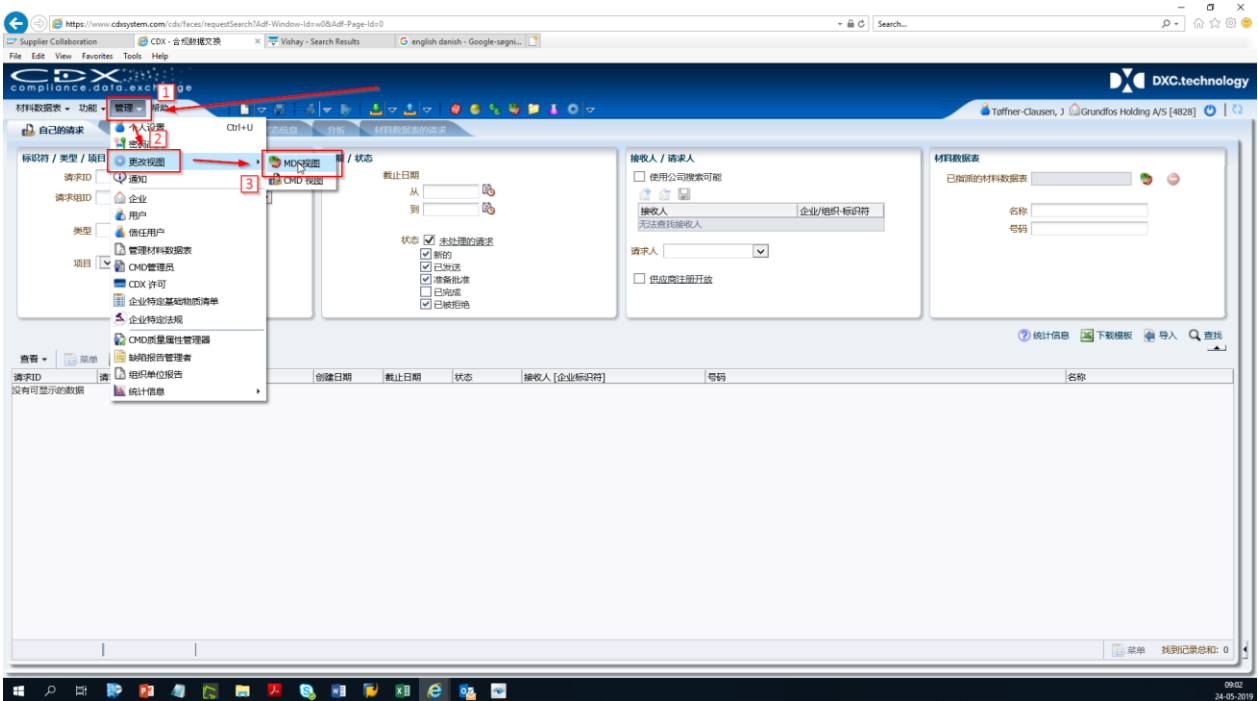 https://www.cdxsystem.com/cdx/faces/requestSearch?Adf-Window-Id=w0&Adf-Page-Id=0
Search...
Supplier Collaboration
CDX - 合规数据交换
Vishay - Search Results
english danish - Google-søgni...
File Edit View Favorites Tools Help
CDX
compliance.data.exchange
DXC.technology
1
材料数据表 功能 管理 帮助
Tøffner-Clausen, J Grundfos Holding A/S [4828]
自己的请求
分析 材料数据表的请求
个人设置 Ctrl+U
2
更改视图
MDS视图
3
CMD 视图
通知
企业
用户
信任用户
管理材料数据表
CMD管理员
CDX 许可
企业特定基础物质清单
企业特定法规
CMD质量属性管理器
缺陷报告管理者
组织单位报告
统计信息
标识符 / 类型 / 项目
请求ID
请求组ID
类型
项目
/ 状态
截止日期
从
到
状态 未处理的请求
新的
已发送
准备批准
已完成
已被拒绝
接收人 / 请求人
使用公司搜索可能
接收人 企业/组织-标识符
无法查找接收人
请求人
供应商注册开放
材料数据表
已指派的材料数据表
名称
号码
统计信息 下载模板 导入 查找
查看 菜单
请求ID 请 创建日期 截止日期 状态 接收人 [企业标识符] 号码 名称
没有可显示的数据
菜单 找到记录总和: 0
09:02
24-05-2019